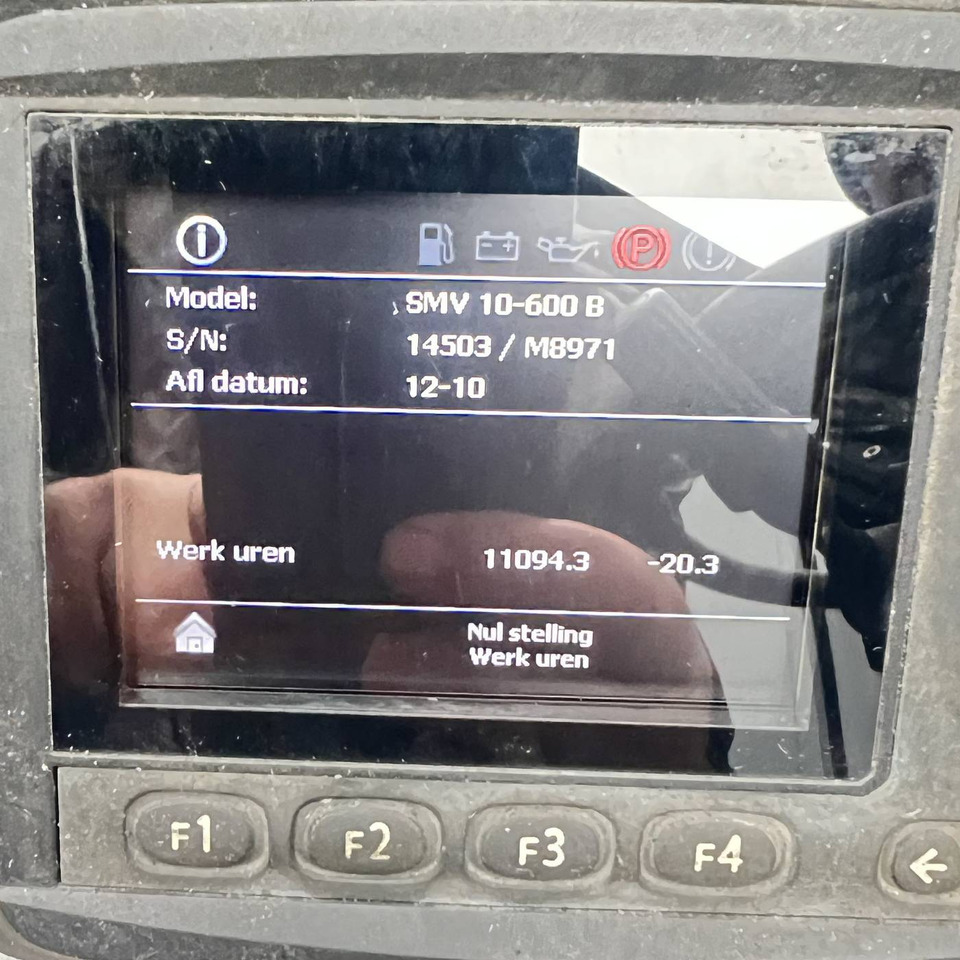 P
Model: SMV 10-600 B
S/N: 14503 / M8971
Afl datum: 12-10
Werk uren 11094.3 -20.3
Nul stelling
Werk uren
F1 F2 F3 F4